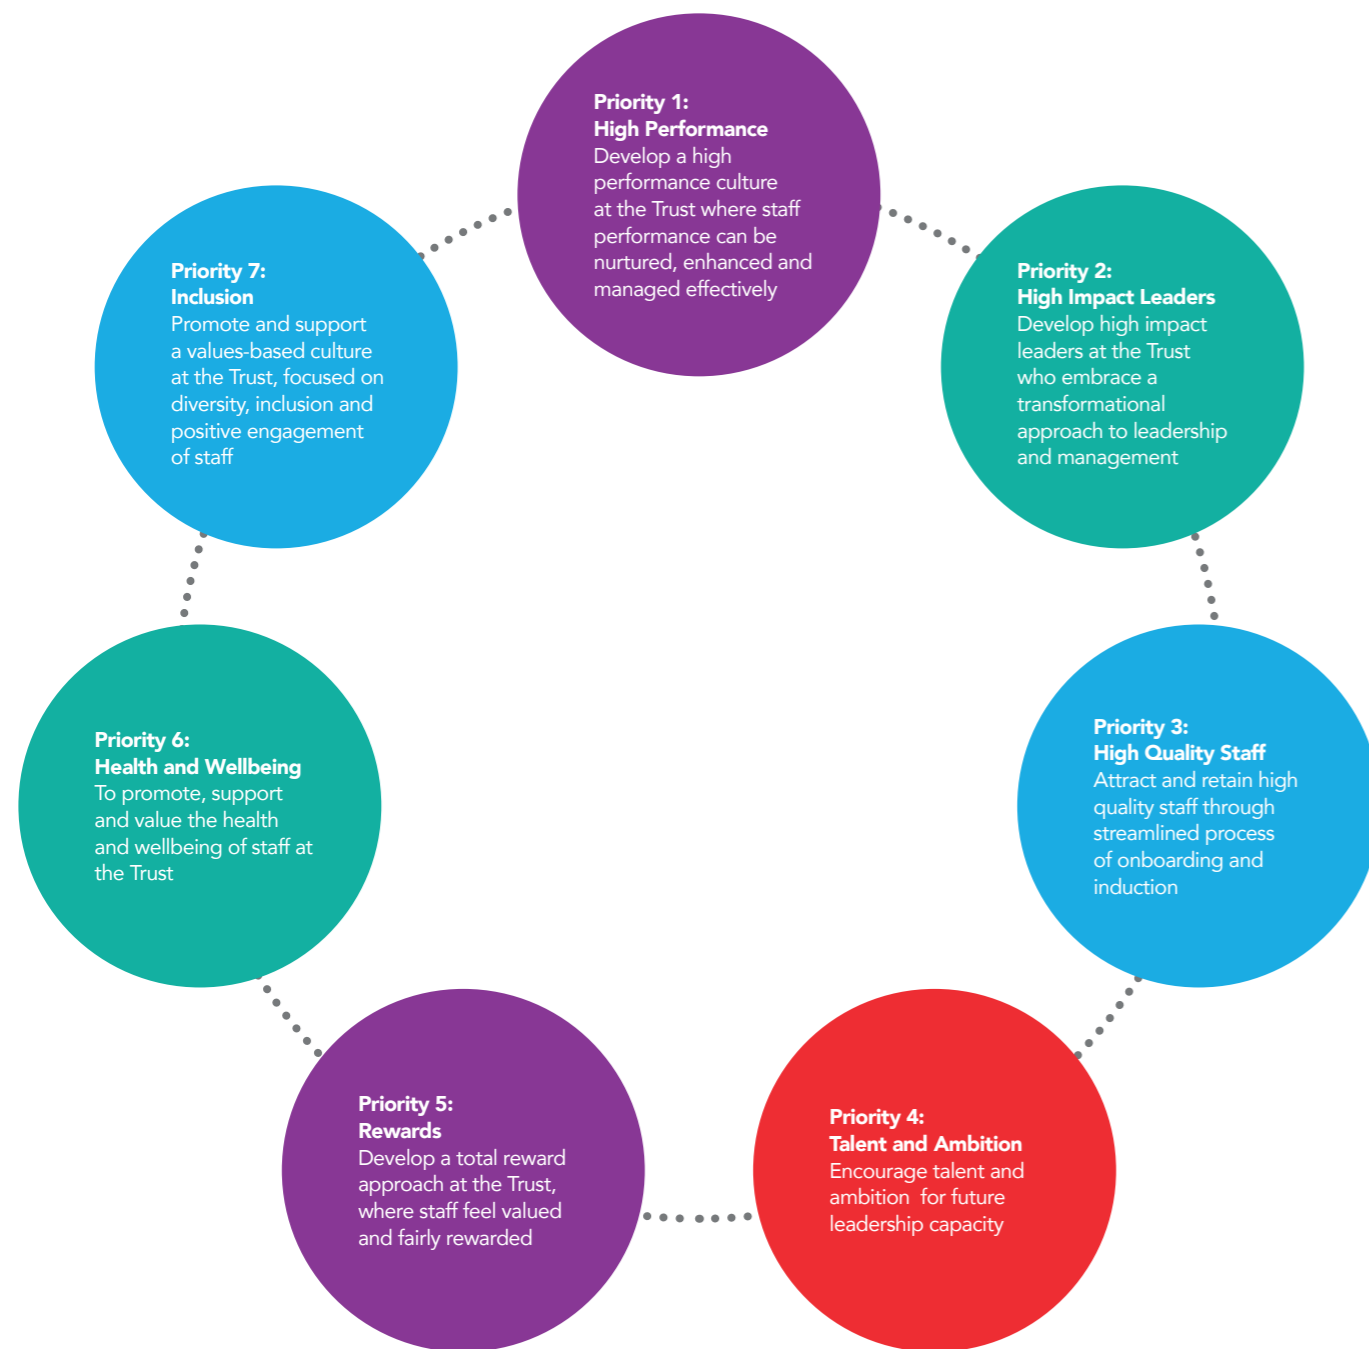 Priority 1:
High Performance
Develop a high
performance culture
at the Trust where staff
performance can be
nurtured, enhanced and
managed effectively
Priority 2:
High Impact Leaders
Develop high impact
leaders at the Trust
who embrace a
transformational
approach to leadership
and management
Priority 3:
High Quality Staff
Attract and retain high
quality staff through
streamlined process
of onboarding and
induction
Priority 4:
Talent and Ambition
Encourage talent and
ambition  for future
leadership capacity
Priority 5:
Rewards
Develop a total reward
approach at the Trust,
where staff feel valued
and fairly rewarded
Priority 6:
Health and Wellbeing
To promote, support
and value the health
and wellbeing of staff at
the Trust
Priority 7:
Inclusion
Promote and support
a values-based culture
at the Trust, focused on
diversity, inclusion and
positive engagement
of staff